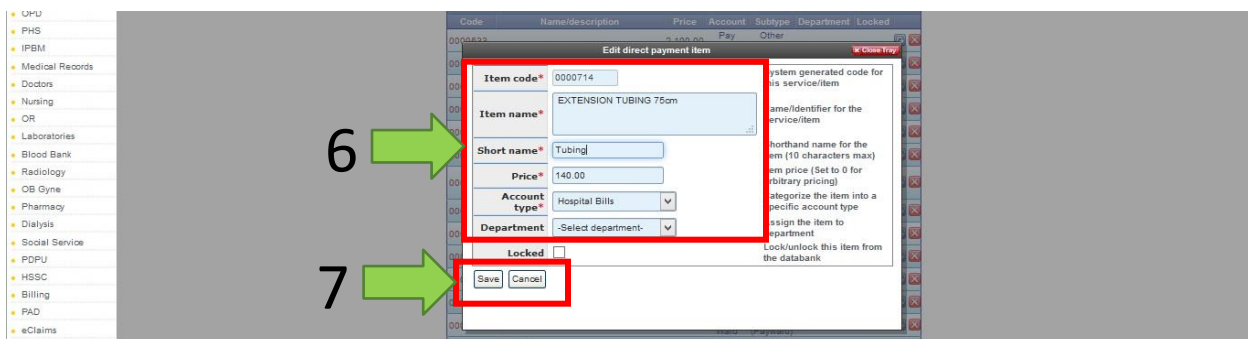 OPD
PHS
IPBM
Medical Records
Doctors
Nursing
OR
Laboratories
Blood Bank
Radiology
OB Gyne
Pharmacy
Dialysis
Social Service
PDPU
HSSC
Billing
PAD
eClaims
Code Name/description Price Account Subtype Department Locked
Pay Other
Edit direct payment item
Close Tray
Item code* 0000714
system generated code for
this service/item
Item name* EXTENSION TUBING 75cm
Name/Identifier for the
service/item
Short name* Tubing
Shorthand name for the
item (10 characters max)
Price* 140.00
Item price (Set to 0 for
arbitrary pricing)
Account
type* Hospital Bills
Categorize the item into a
specific account type
Department -Select department-
Assign the item to
department
Locked
Lock/unlock this item from
the databank
Save Cancel
6
7